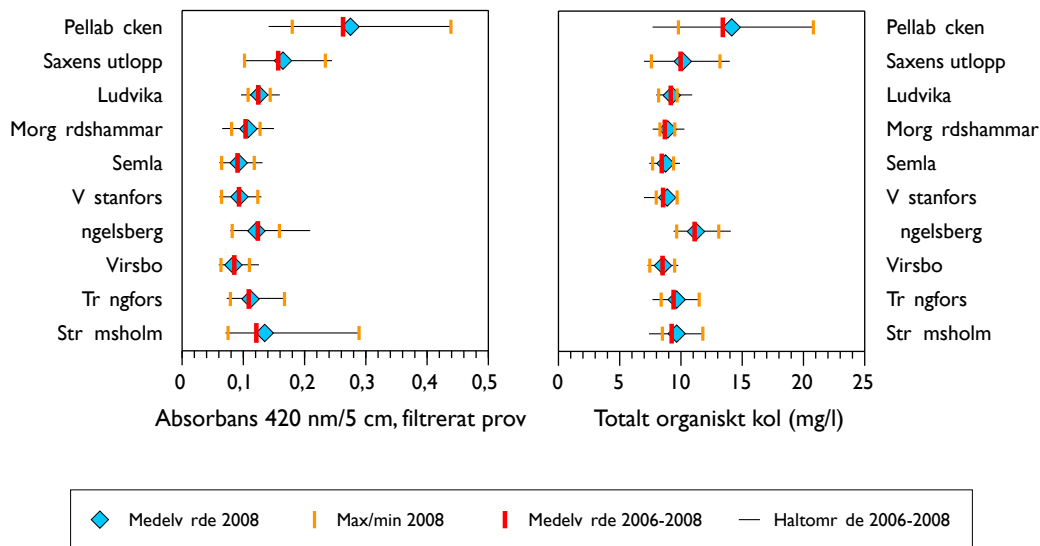 Pellab cken
Saxens utlopp
Ludvika
Morg rdshammar
Semla
V stanfors
ngelsberg
Virsbo
Tr ngfors
Str msholm
0 0,1 0,2 0,3 0,4 0,5
Absorbans 420 nm/5 cm, filtrerat prov
Pellab cken
Saxens utlopp
Ludvika
Morg rdshammar
Semla
V stanfors
ngelsberg
Virsbo
Tr ngfors
Str msholm
0 5 10 15 20 25
Totalt organiskt kol (mg/l)
Medelv rde 2008 Max/min 2008 Medelv rde 2006-2008 Haltomr de 2006-2008